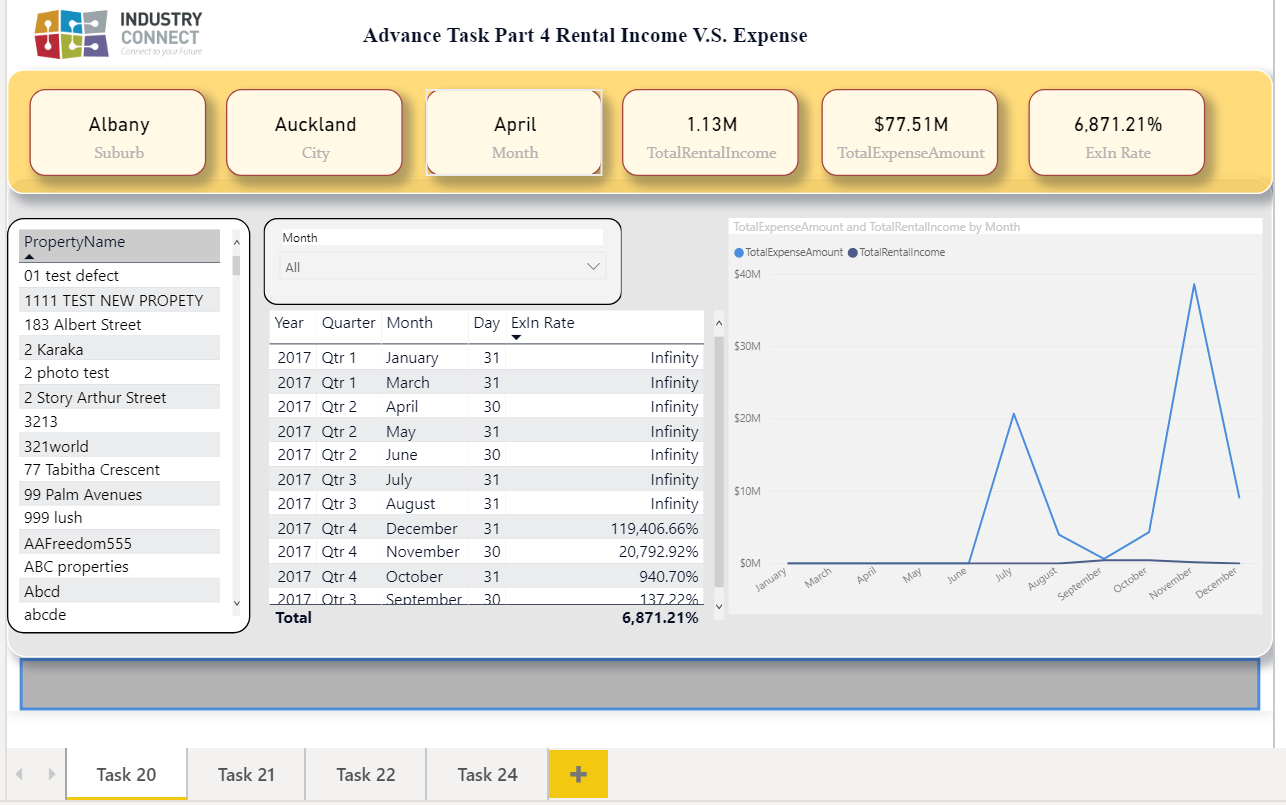 INDUSTRY
CONNECT
Connect to your Future
Advance Task Part 4 Rental Income V.S. Expense
Albany
Suburb
Auckland
City
April
Month
1.13M
TotalRentalIncome
$77.51M
TotalExpenseAmount
6,871.21%
ExIn Rate
PropertyName
01 test defect
1111 TEST NEW PROPETY
183 Albert Street
2 Karaka
2 photo test
2 Story Arthur Street
3213
321world
77 Tabitha Crescent
99 Palm Avenues
999 lush
AAFreedom555
ABC properties
Abcd
abcde
Month
All
Year Quarter Month Day ExIn Rate
2017 Qtr 1 January 31 Infinity
2017 Qtr 1 March 31 Infinity
2017 Qtr 2 April 30 Infinity
2017 Qtr 2 May 31 Infinity
2017 Qtr 2 June 30 Infinity
2017 Qtr 3 July 31 Infinity
2017 Qtr 3 August 31 Infinity
2017 Qtr 4 December 31 119,406.66%
2017 Qtr 4 November 30 20,792.92%
2017 Qtr 4 October 31 940.70%
2017 Qtr 3 September 30 137.22%
Total 6,871.21%
TotalExpenseAmount and TotalRentalIncome by Month
TotalExpenseAmount TotalRentalIncome
$40M
$30M
$20M
$10M
$0M
January March April May June July August September October November December
Task 20 Task 21 Task 22 Task 24 +